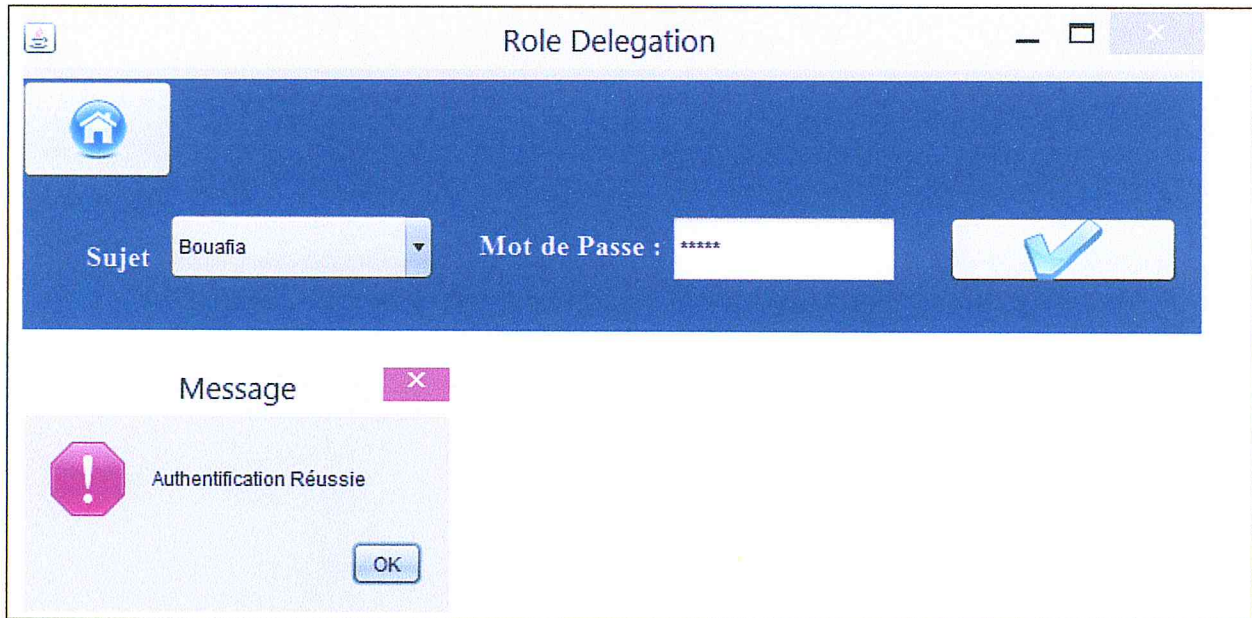 Role Delegation
Sujet
Bouafia
Mot de Passe :
*****
Message
Authentification Réussie
OK